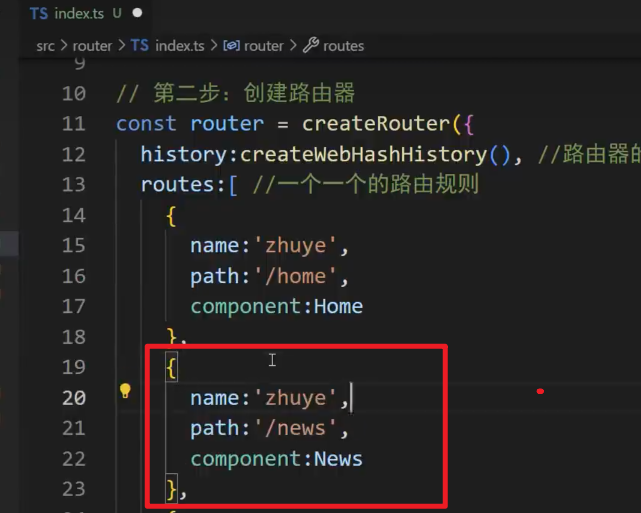 TS index.ts U
src > router > TS index.ts > router > routes
9
10 // 第二步：创建路由器
11 const router = createRouter({
12 history:createWebHashHistory(), //路由器的
13 routes:[ //一个一个的路由规则
14 {
15 name:'zhuye',
16 path:'/home',
17 component:Home
18 },
19 {
20 name:'zhuye',
21 path:'/news',
22 component:News
23 },